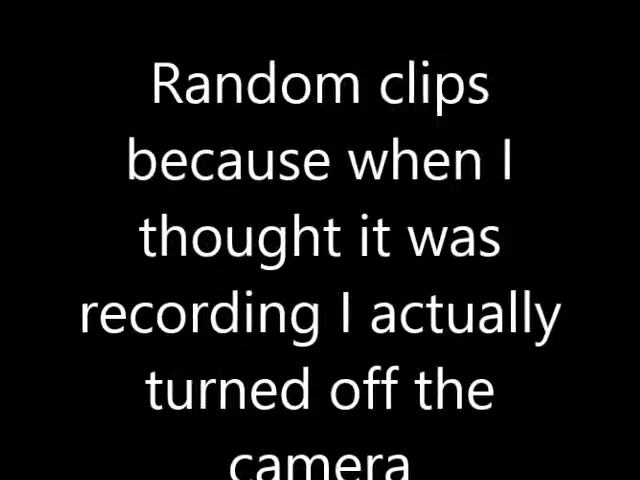 Random clips
because when I
thought it was
recording I actually
turned off the
camera